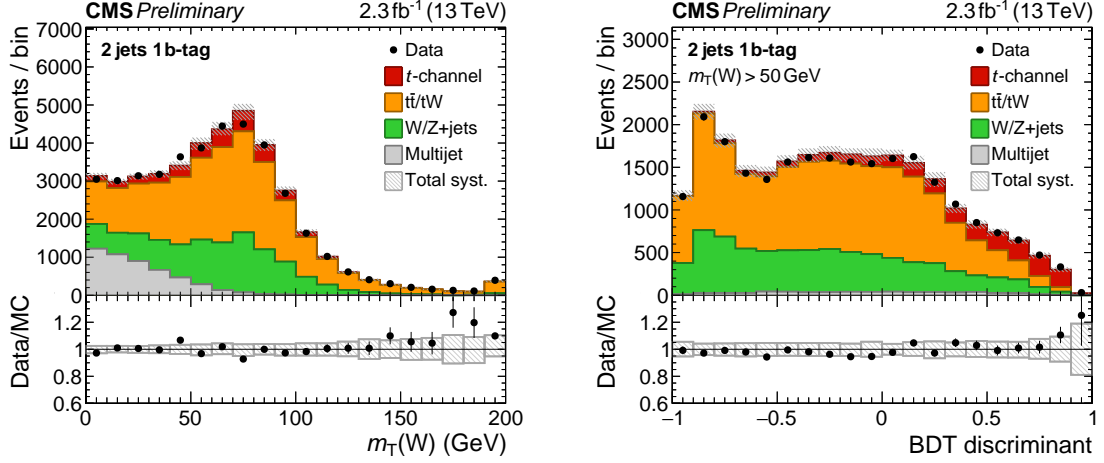 CMS Preliminary 2.3 fb⁻¹ (13 TeV)
Events / bin
7000
6000
5000
4000
3000
2000
1000
0
2 jets 1 b-tag
Data
t-channel
tt̄/tW
W/Z+jets
Multijet
Total syst.
Data/MC
1.2
1
0.8
0.6
0 50 100 150 200
m_T(W) (GeV)
CMS Preliminary 2.3 fb⁻¹ (13 TeV)
Events / bin
3000
2500
2000
1500
1000
500
0
2 jets 1 b-tag
m_T(W) > 50 GeV
Data
t-channel
tt̄/tW
W/Z+jets
Multijet
Total syst.
Data/MC
1.2
1
0.8
0.6
−1 −0.5 0 0.5 1
BDT discriminant